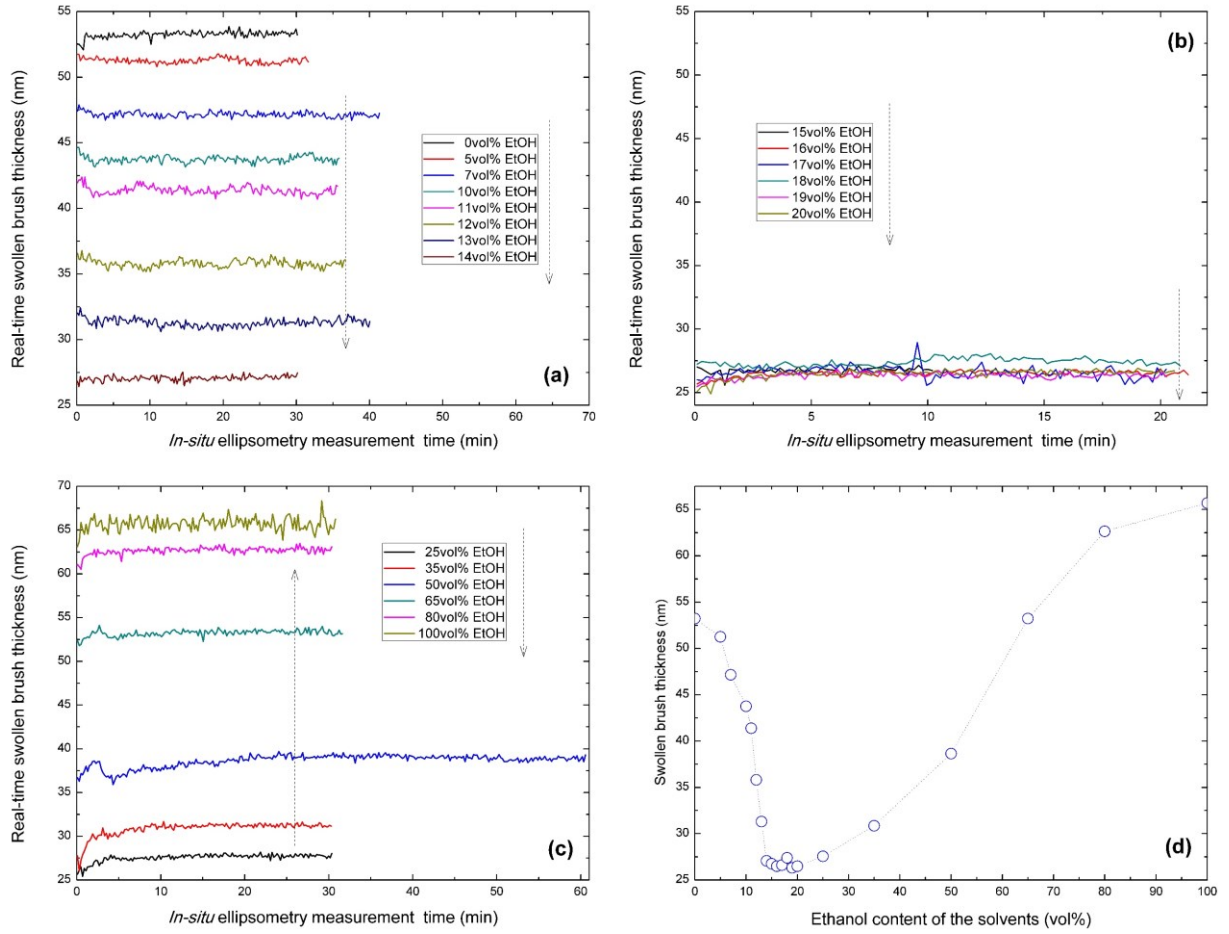 55
50
45
40
35
30
25
Real-time swollen brush thickness (nm)
0vol% EtOH
5vol% EtOH
7vol% EtOH
10vol% EtOH
11vol% EtOH
12vol% EtOH
13vol% EtOH
14vol% EtOH
(a)
0 10 20 30 40 50 60 70
In-situ ellipsometry measurement time (min)
55
50
45
40
35
30
25
Real-time swollen brush thickness (nm)
(b)
15vol% EtOH
16vol% EtOH
17vol% EtOH
18vol% EtOH
19vol% EtOH
20vol% EtOH
0 5 10 15 20
In-situ ellipsometry measurement time (min)
70
65
60
55
50
45
40
35
30
25
Real-time swollen brush thickness (nm)
25vol% EtOH
35vol% EtOH
50vol% EtOH
65vol% EtOH
80vol% EtOH
100vol% EtOH
(c)
0 10 20 30 40 50 60
In-situ ellipsometry measurement time (min)
65
60
55
50
45
40
35
30
25
Swollen brush thickness (nm)
(d)
0 10 20 30 40 50 60 70 80 90 100
Ethanol content of the solvents (vol%)